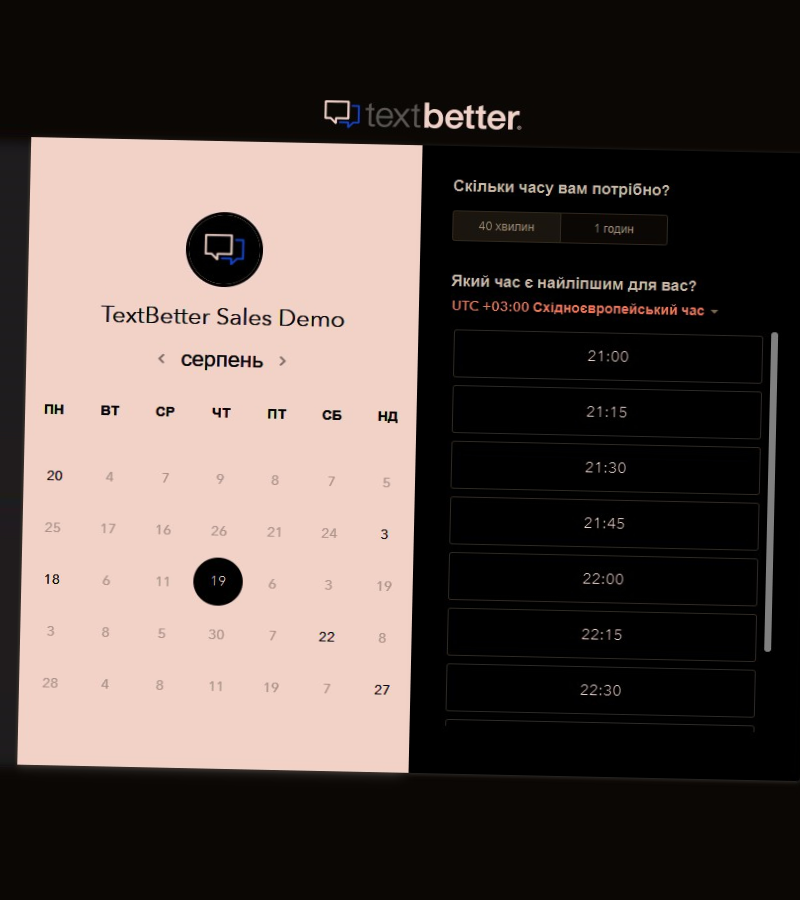 textbetter.
TextBetter Sales Demo
серпень
ПН ВТ СР ЧТ ПТ СБ НД
20 4 7 9 8 7 5
25 17 16 26 21 24 3
18 6 11 19 6 3 19
3 8 5 30 7 22 8
28 4 8 11 19 7 27
Скільки часу вам потрібно?
40 хвилин 1 годин
Який час є найліпшим для вас?
UTC +03:00 Східноєвропейський час
21:00
21:15
21:30
21:45
22:00
22:15
22:30